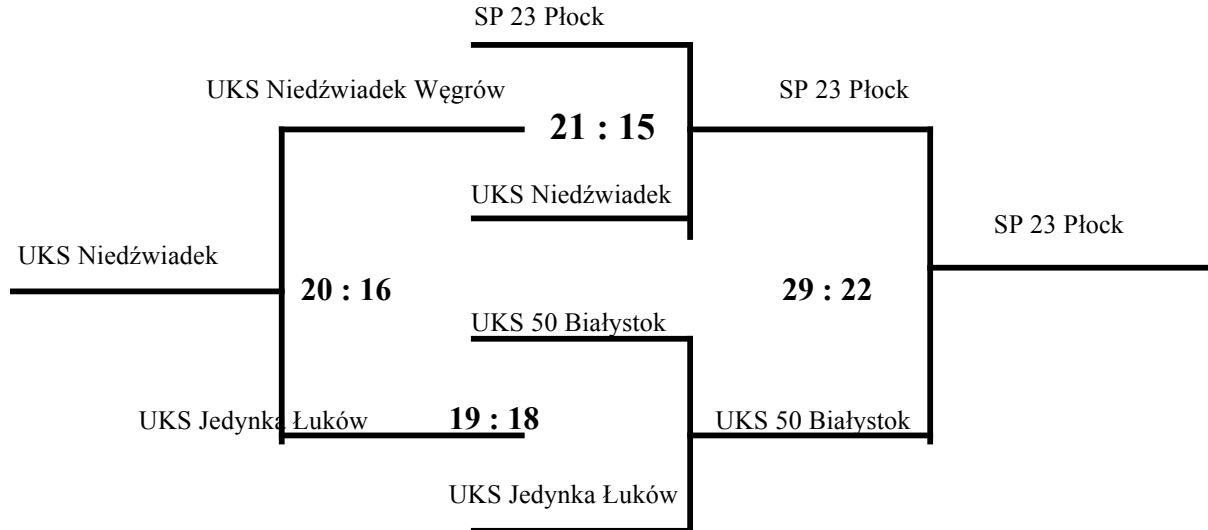 SP 23 Płock
UKS Niedźwiadek Węgrów
SP 23 Płock
21 : 15
UKS Niedźwiadek
SP 23 Płock
UKS Niedźwiadek
20 : 16
29 : 22
UKS 50 Białystok
UKS Jedynka Łuków
19 : 18
UKS 50 Białystok
UKS Jedynka Łuków